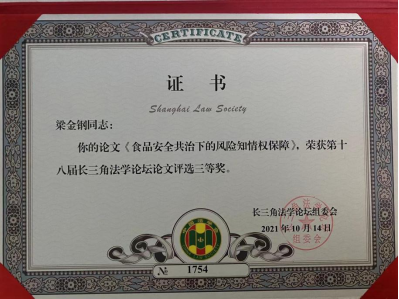 CERTIFICATE
证 书
Shanghai Law Society
梁金钢同志：
你的论文《食品安全共治下的风险知情权保障》，荣获第十
八届长三角法学论坛论文评选三等奖。
长三角法学论坛组委会
2021年10月14日
组委会
№ 1754